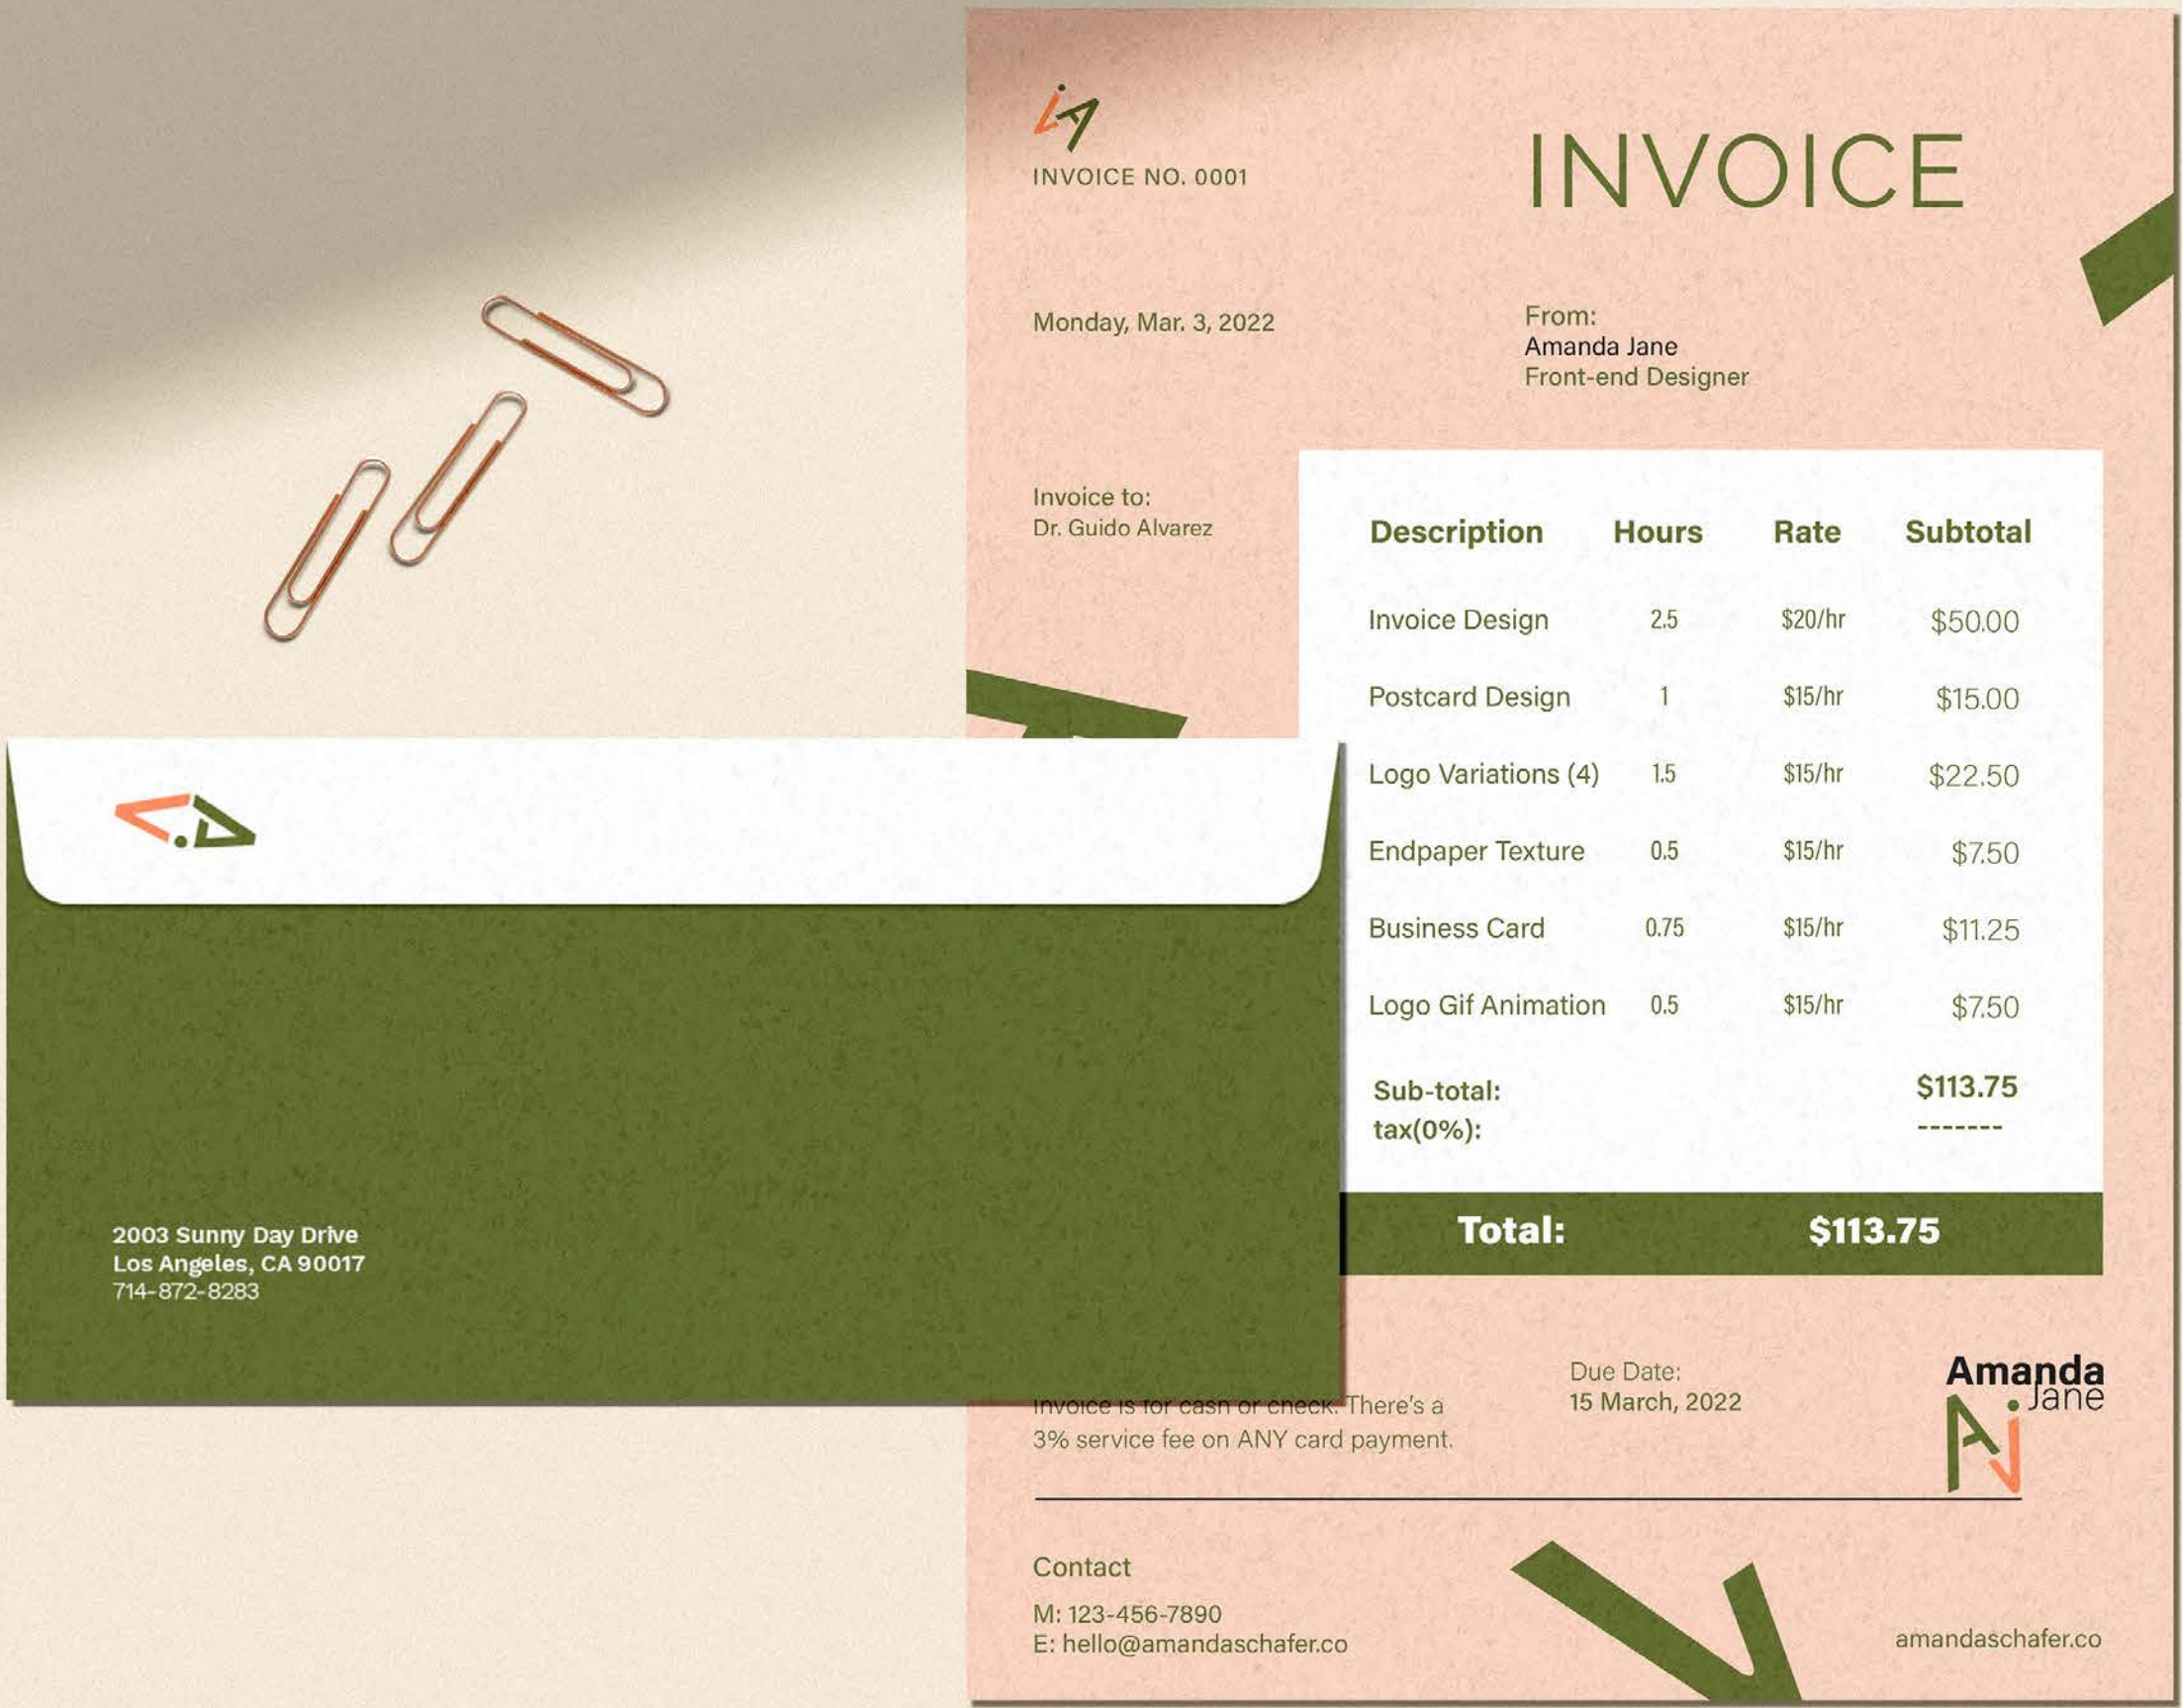 INVOICE NO. 0001
INVOICE
Monday, Mar. 3, 2022
From:
Amanda Jane
Front-end Designer
Invoice to:
Dr. Guido Alvarez
Description Hours Rate Subtotal
Invoice Design 2.5 $20/hr $50.00
Postcard Design 1 $15/hr $15.00
Logo Variations (4) 1.5 $15/hr $22.50
Endpaper Texture 0.5 $15/hr $7.50
Business Card 0.75 $15/hr $11.25
Logo Gif Animation 0.5 $15/hr $7.50
Sub-total: $113.75
tax(0%): -------
Total: $113.75
2003 Sunny Day Drive
Los Angeles, CA 90017
714-872-8283
Invoice is for cash or check. There's a
3% service fee on ANY card payment.
Due Date:
15 March, 2022
Amanda
Jane
Contact
M: 123-456-7890
E: hello@amandaschafer.co
amandaschafer.co